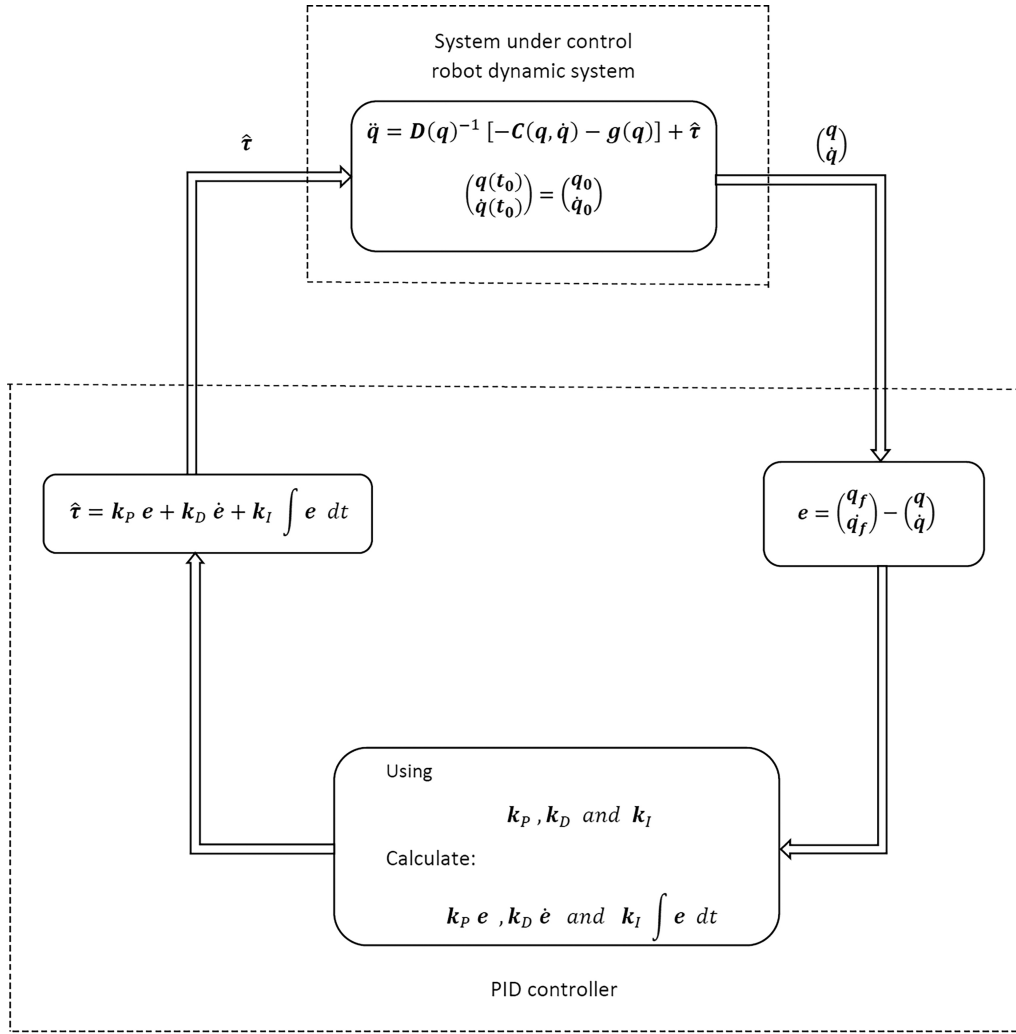 System under control
robot dynamic system
q̈ = D(q)⁻¹ [−C(q, q̇) − g(q)] + τ̂
(q(t₀) q̇(t₀)) = (q₀ q̇₀)
τ̂
(q q̇)
τ̂ = k_P e + k_D ė + k_I ∫ e dt
e = (q_f q̇_f) − (q q̇)
Using
k_P , k_D and k_I
Calculate:
k_P e , k_D ė and k_I ∫ e dt
PID controller